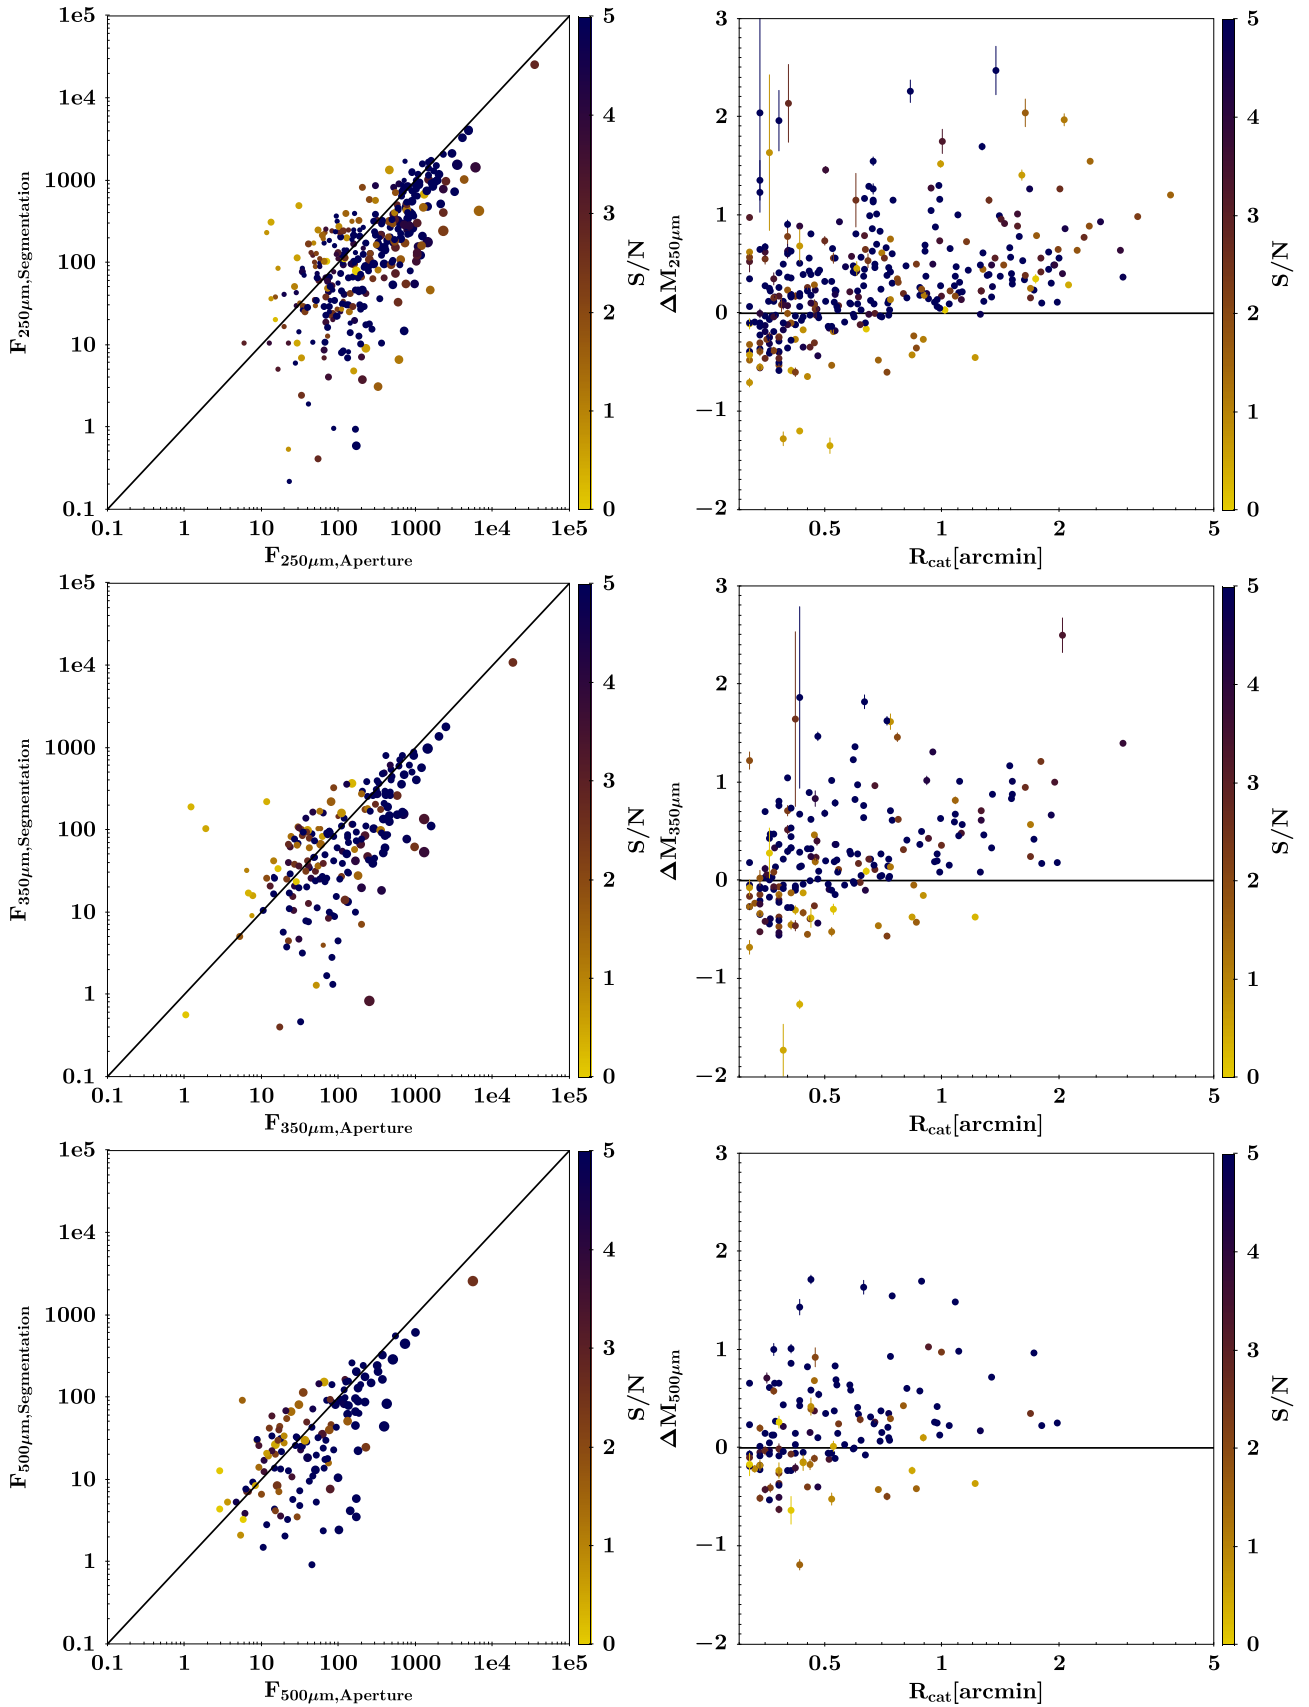 1e5
1e4
1000
100
10
1
0.1
F250μm,Segmentation
0.1 1 10 100 1000 1e4 1e5
F250μm,Aperture
5
4
3
2
1
0
S/N
3
2
1
0
−1
−2
ΔM250μm
0.5 1 2 5
Rcat[arcmin]
5
4
3
2
1
0
S/N
1e5
1e4
1000
100
10
1
0.1
F350μm,Segmentation
0.1 1 10 100 1000 1e4 1e5
F350μm,Aperture
5
4
3
2
1
0
S/N
3
2
1
0
−1
−2
ΔM350μm
0.5 1 2 5
Rcat[arcmin]
5
4
3
2
1
0
S/N
1e5
1e4
1000
100
10
1
0.1
F500μm,Segmentation
0.1 1 10 100 1000 1e4 1e5
F500μm,Aperture
5
4
3
2
1
0
S/N
3
2
1
0
−1
−2
ΔM500μm
0.5 1 2 5
Rcat[arcmin]
5
4
3
2
1
0
S/N